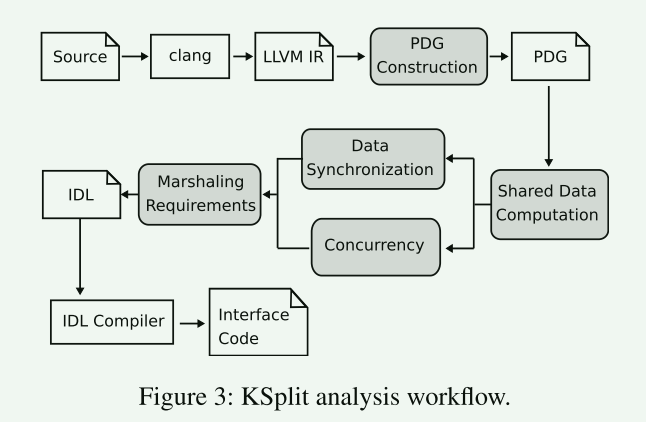 Source
clang
LLVM IR
PDG
Construction
PDG
Shared Data
Computation
Data
Synchronization
Concurrency
Marshaling
Requirements
IDL
IDL Compiler
Interface
Code
Figure 3: KSplit analysis workflow.